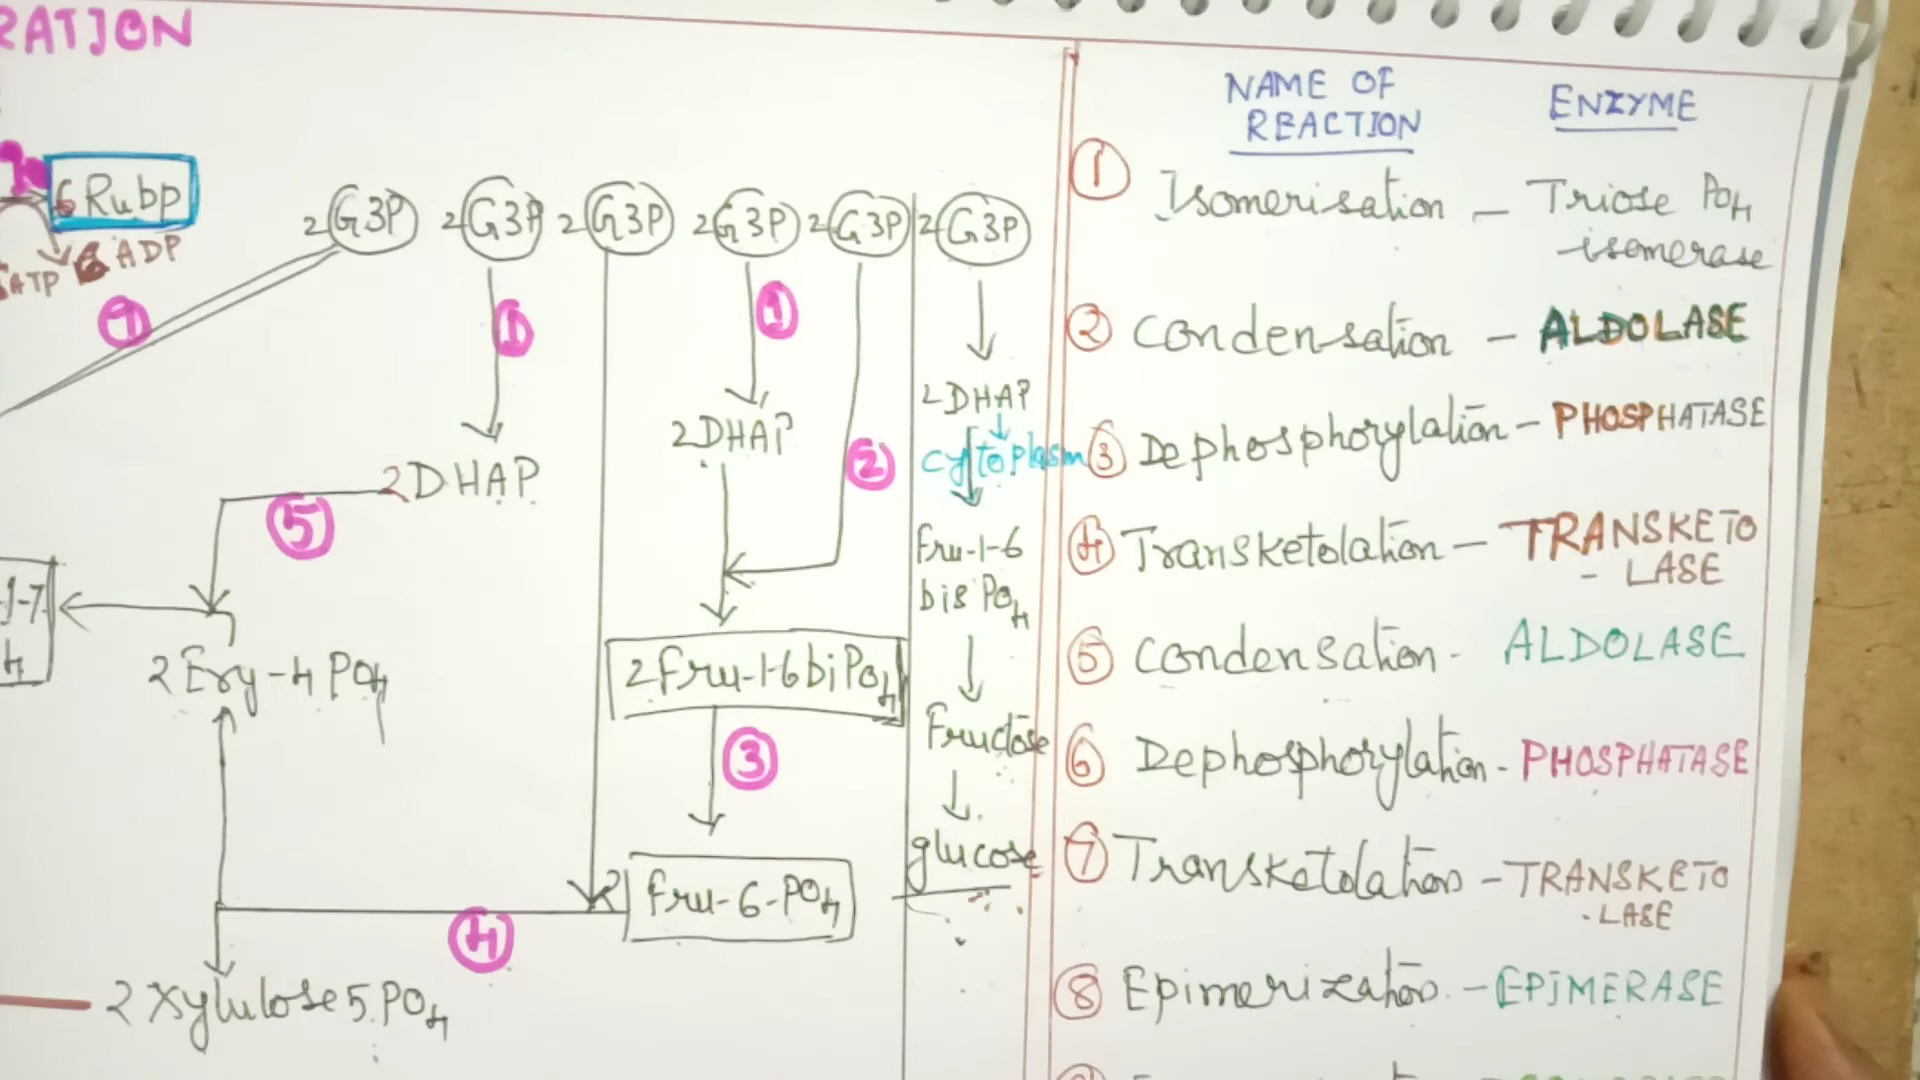 RATION
6 Rubp
ATP 6 ADP
2 G3P 2 G3P 2 G3P 2 G3P 2 G3P 2 G3P
7
1
1
2 DHAP
2 DHAP
2 DHAP
cytoplasm
2
5
Fru-1-6
bis PO4
1-7
4
2 Ery-4 PO4
2 Fru-1-6 bi PO4
Fructose
3
glucose
2 Fru-6-PO4
4
2 Xylulose 5 PO4
NAME OF
REACTION
ENZYME
1 Isomerisation - Triose PO4
isomerase
2 Condensation - ALDOLASE
3 Dephosphorylation - PHOSPHATASE
4 Transketolation - TRANSKETO
- LASE
5 Condensation - ALDOLASE
6 Dephosphorylation - PHOSPHATASE
7 Transketolation - TRANSKETO
- LASE
8 Epimerization - EPIMERASE